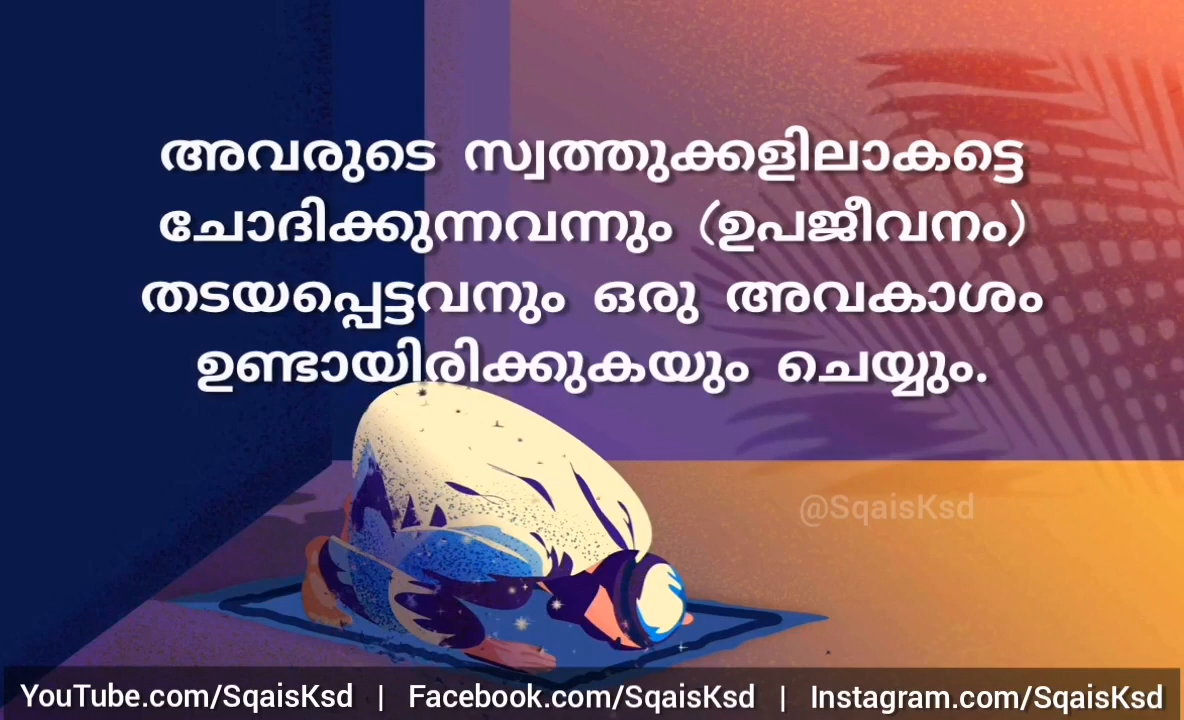 അവരുടെ സ്വത്തുക്കളിലാകട്ടെ
ചോദിക്കുന്നവന്നും (ഉപജീവനം)
തടയപ്പെട്ടവനും ഒരു അവകാശം
ഉണ്ടായിരിക്കുകയും ചെയ്യും.
@SqaisKsd
YouTube.com/SqaisKsd | Facebook.com/SqaisKsd | Instagram.com/SqaisKsd